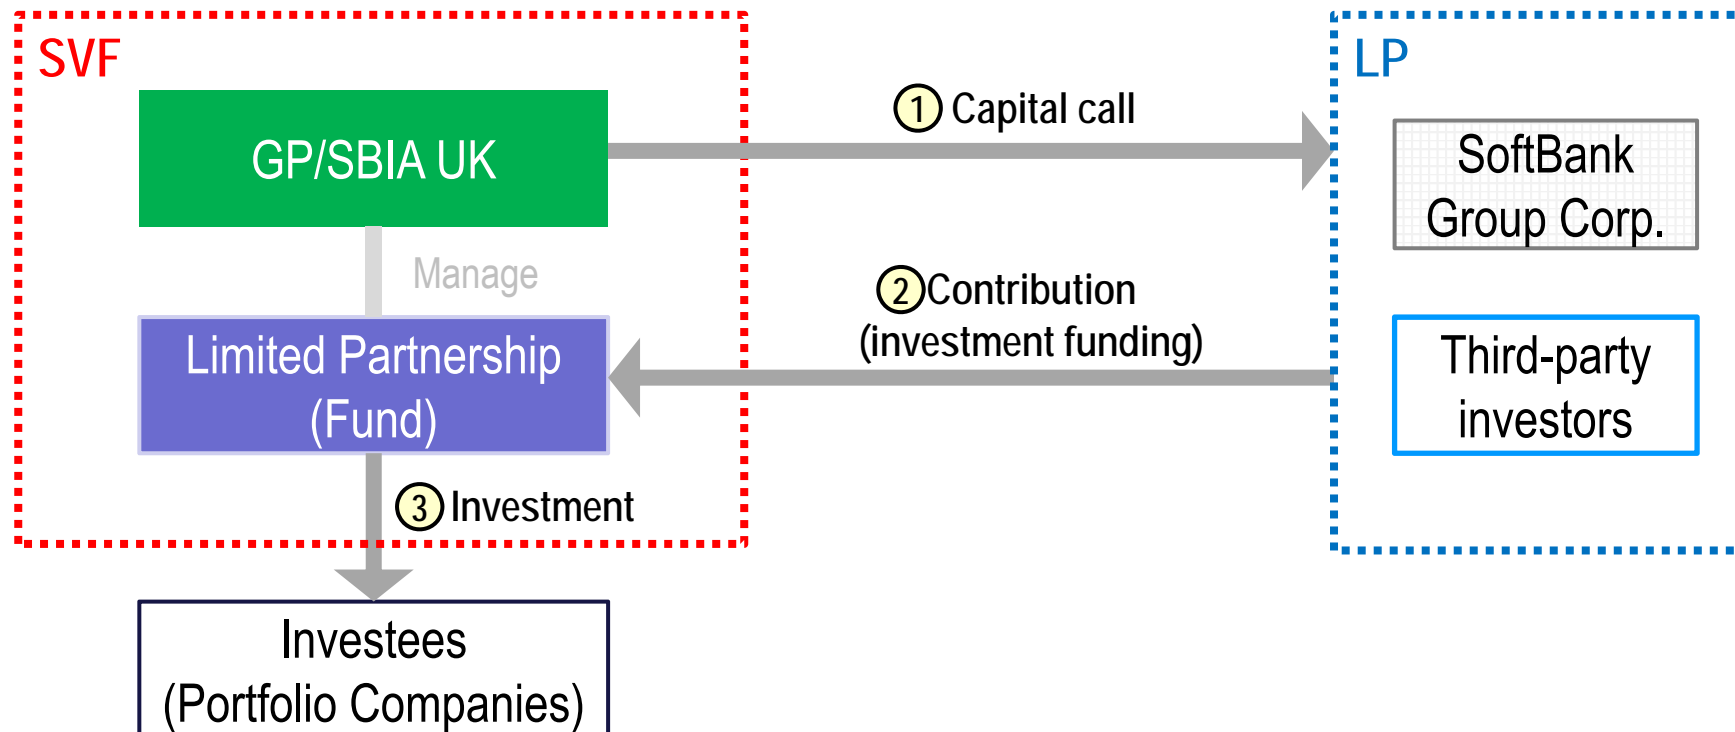 SVF
LP
GP/SBIA UK
1 Capital call
SoftBank
Group Corp.
Manage
2 Contribution
(investment funding)
Limited Partnership
(Fund)
Third-party
investors
3 Investment
Investees
(Portfolio Companies)